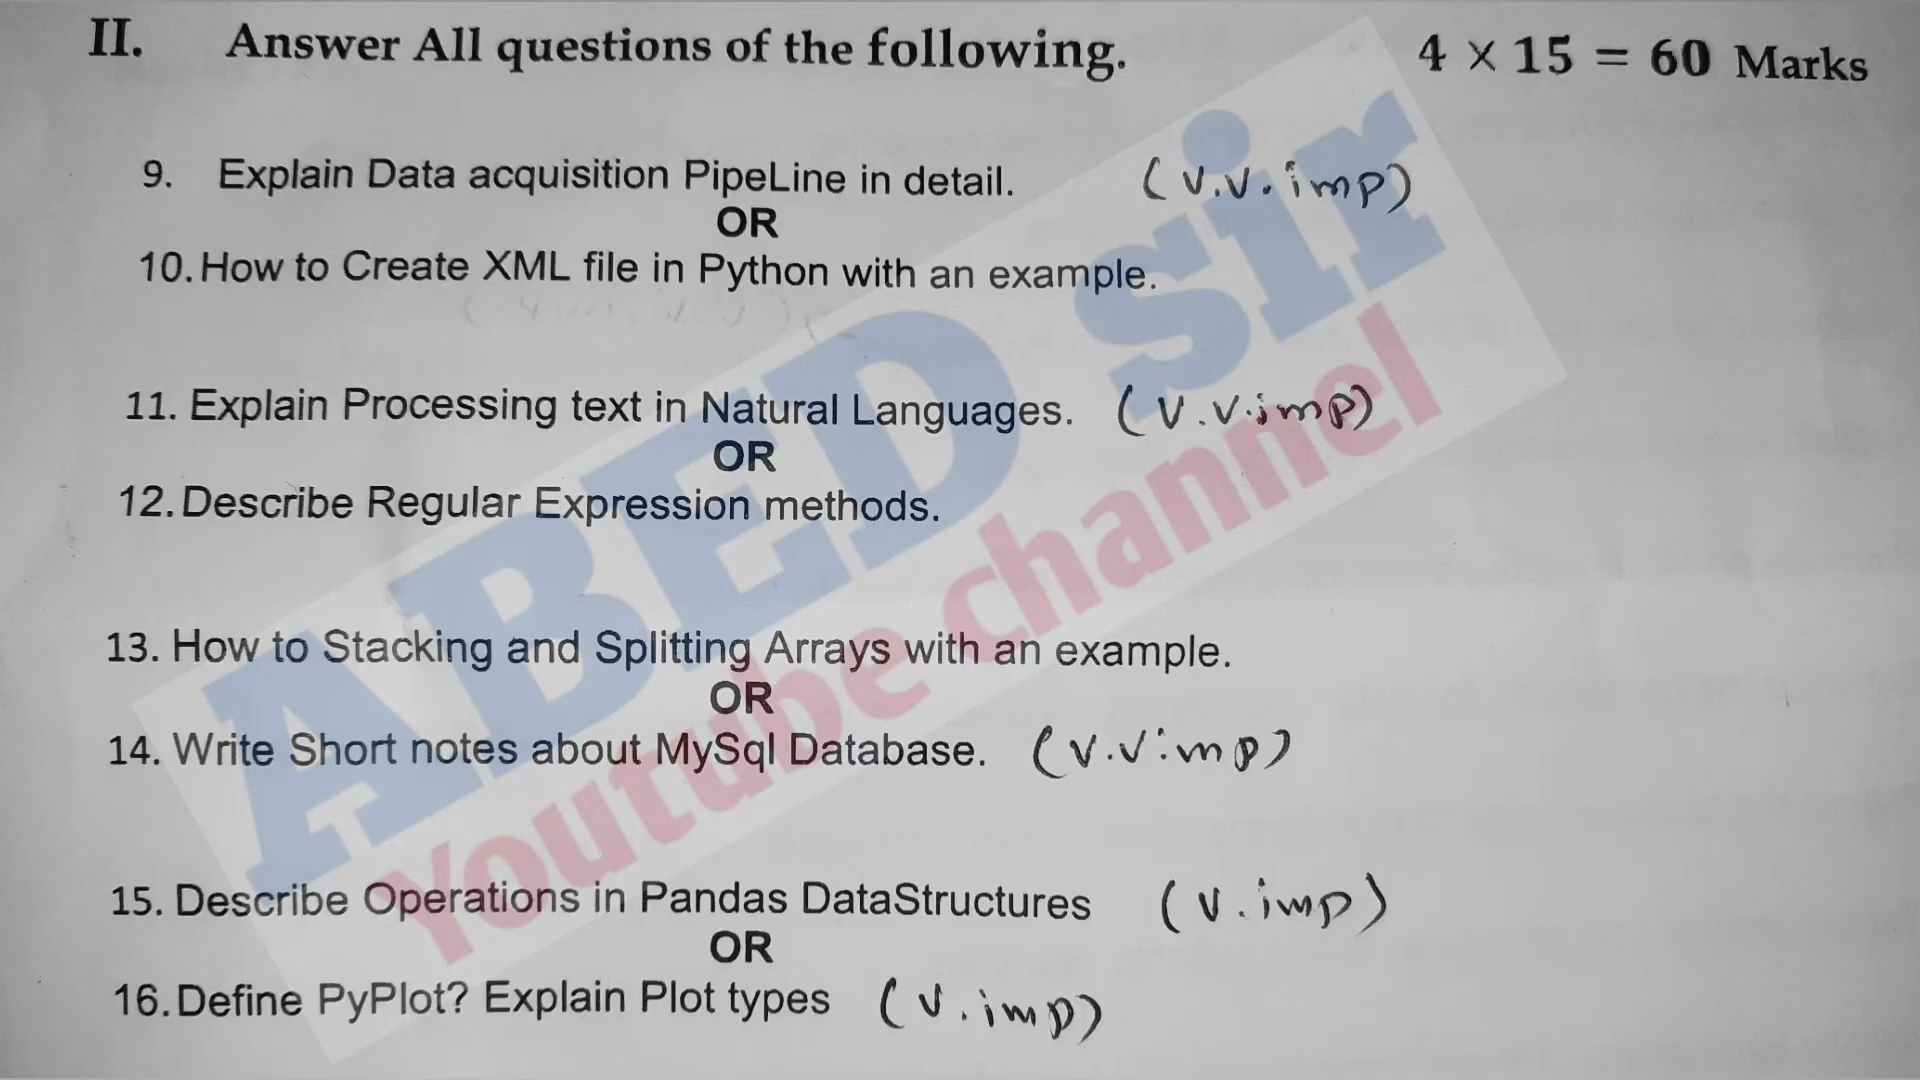 II. Answer All questions of the following. 4 × 15 = 60 Marks
9. Explain Data acquisition PipeLine in detail. (v.v.imp)
OR
10. How to Create XML file in Python with an example.
11. Explain Processing text in Natural Languages. (v.v.imp)
OR
12. Describe Regular Expression methods.
13. How to Stacking and Splitting Arrays with an example.
OR
14. Write Short notes about MySql Database. (v.v imp)
15. Describe Operations in Pandas DataStructures (v.imp)
OR
16. Define PyPlot? Explain Plot types (v.imp)
ABED sir
Youtube channel